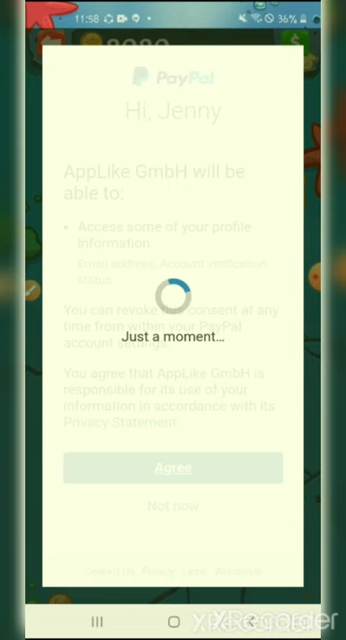 11:58
36%
8080
PayPal
Hi, Jenny
AppLike GmbH will be
able to:
• Access some of your profile
information
Email address, Account verification
status
You can revoke this consent at any
time from within your PayPal
account settings.
Just a moment...
You agree that AppLike GmbH is
responsible for its use of your
information in accordance with its
Privacy Statement
Agree
Not now
Contact Us Privacy Legal Worldwide
XRecorder